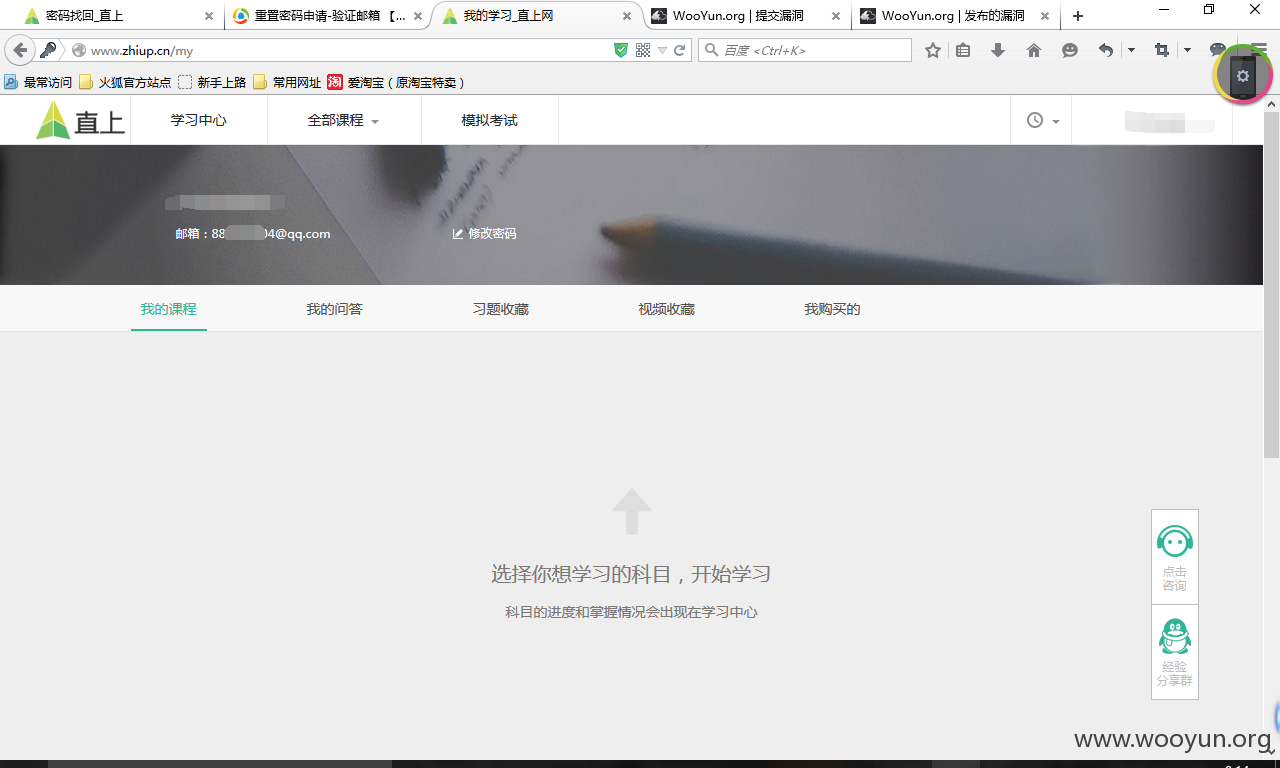 密码找回_直上
重置密码申请-验证邮箱 【...
我的学习_直上网
WooYun.org | 提交漏洞
WooYun.org | 发布的漏洞
www.zhiup.cn/my
百度 <Ctrl+K>
最常访问 火狐官方站点 新手上路 常用网址 淘 爱淘宝（原淘宝特卖）
直上 学习中心 全部课程 模拟考试
邮箱：88 04@qq.com 修改密码
我的课程 我的问答 习题收藏 视频收藏 我购买的
选择你想学习的科目，开始学习
科目的进度和掌握情况会出现在学习中心
点击
咨询
经验
分享群
www.wooyun.org